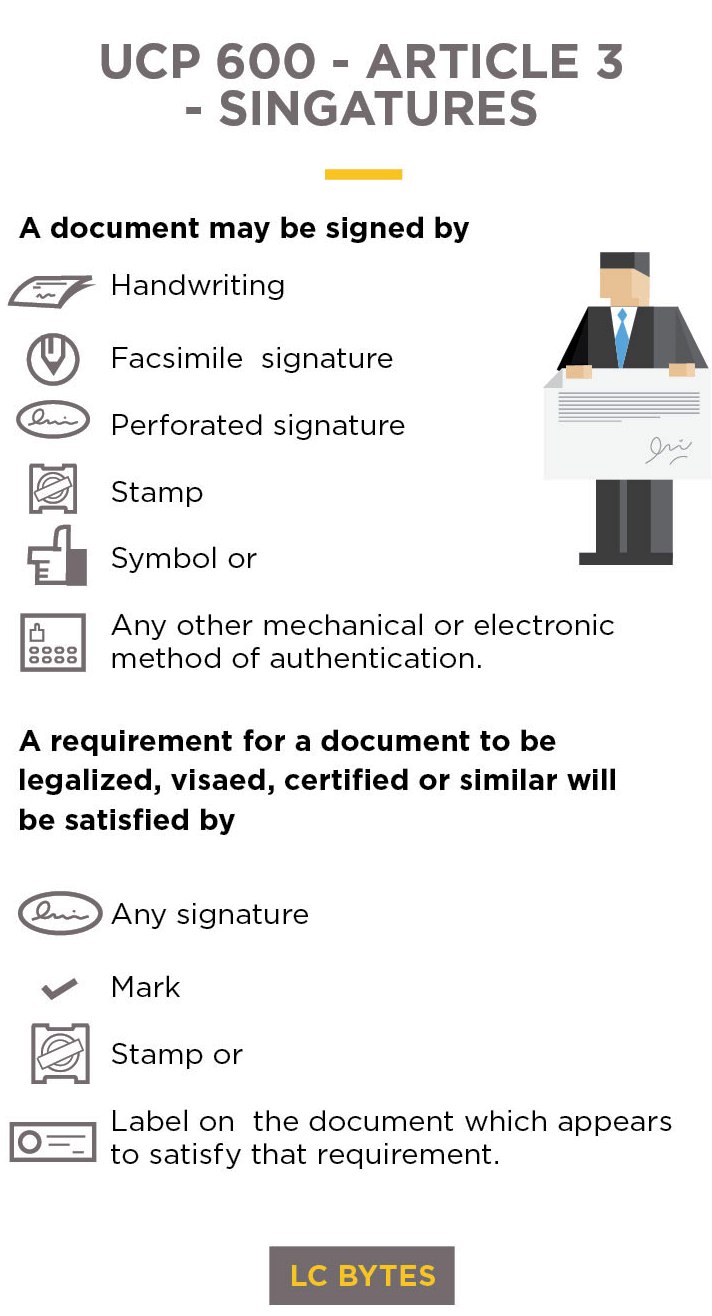 UCP 600 - ARTICLE 3
- SINGATURES
A document may be signed by
Handwriting
Facsimile signature
Perforated signature
Stamp
Symbol or
Any other mechanical or electronic
method of authentication.
A requirement for a document to be
legalized, visaed, certified or similar will
be satisfied by
Any signature
Mark
Stamp or
Label on the document which appears
to satisfy that requirement.
LC BYTES